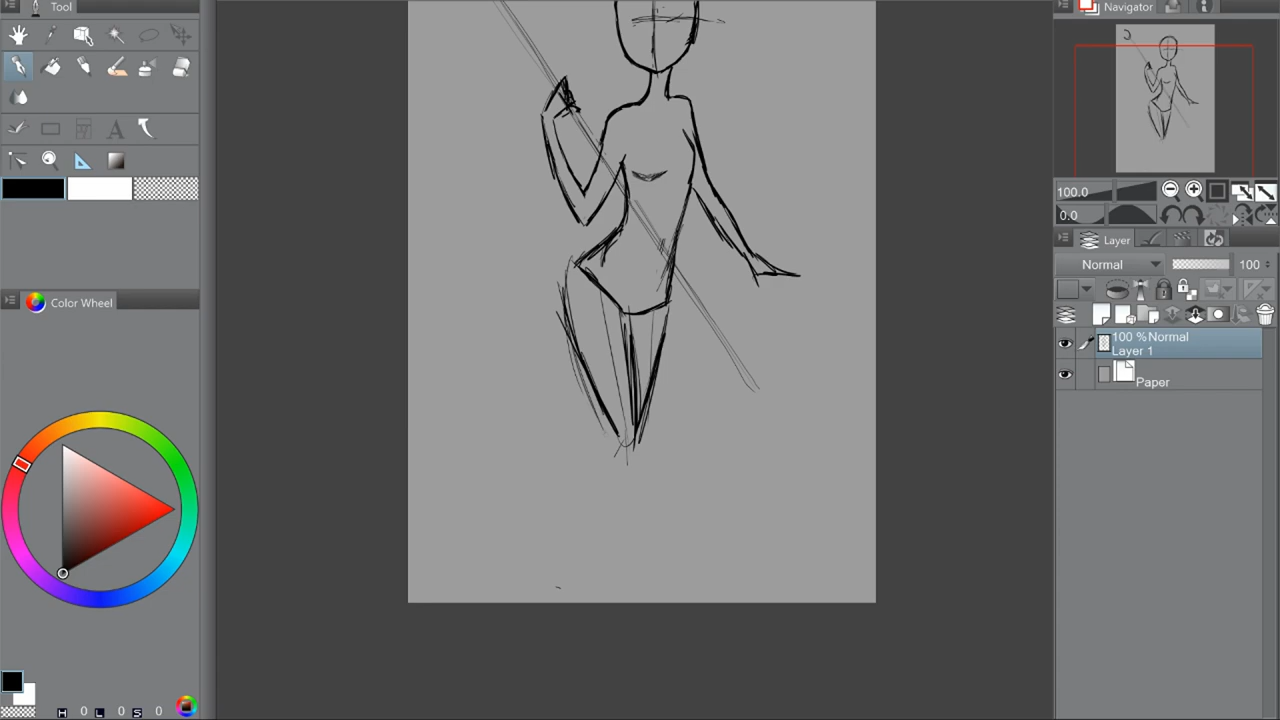 Tool
Color Wheel
H 0 L 0 S 0
Navigator
100.0
0.0
Layer
Normal 100
100 %Normal
Layer 1
Paper